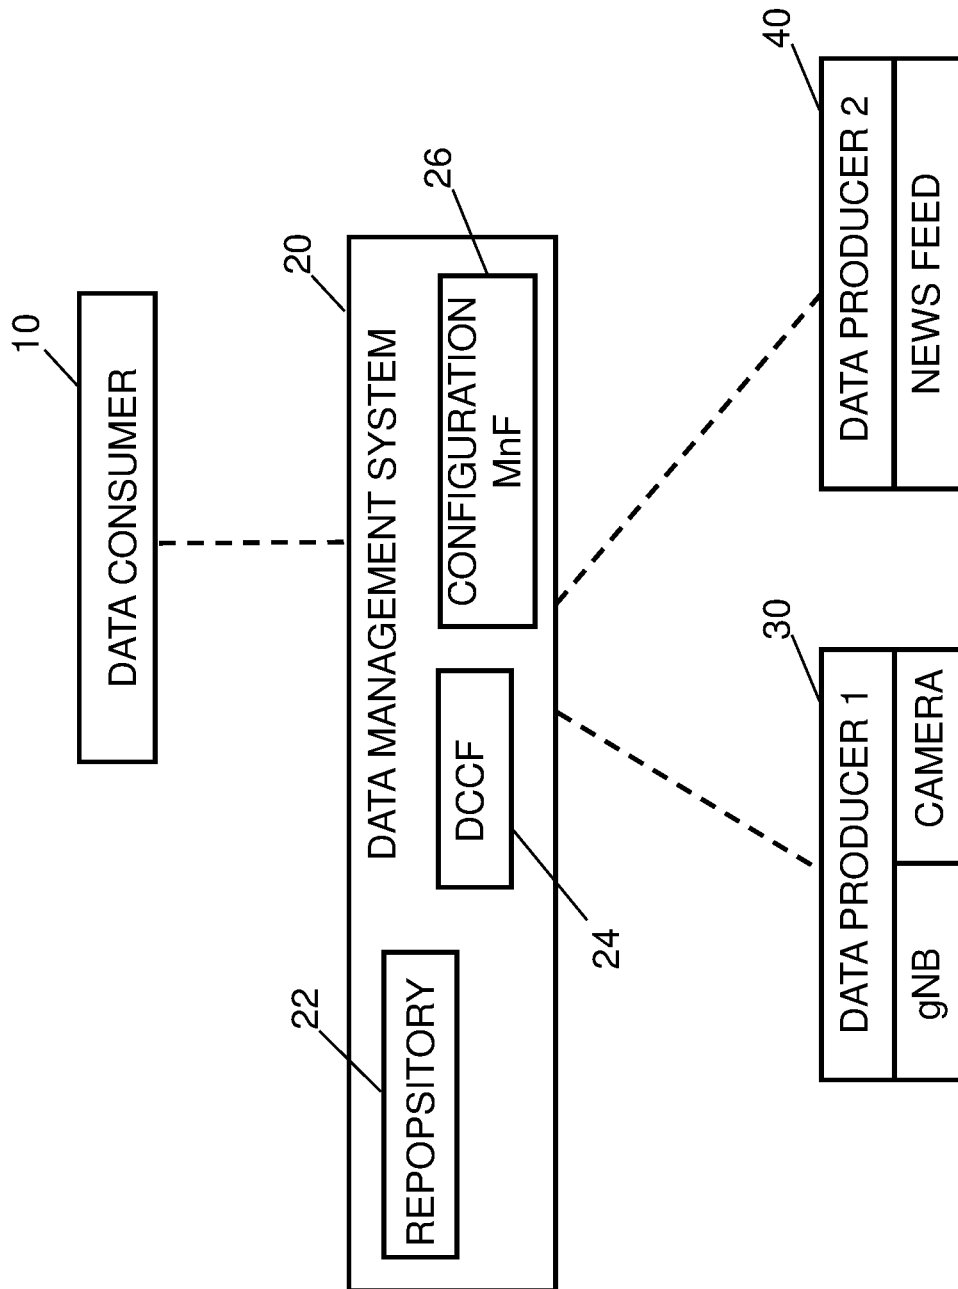 10
DATA CONSUMER
20
DATA MANAGEMENT SYSTEM
22
REPOPSITORY
DCCF
24
CONFIGURATION
MnF
26
30
DATA PRODUCER 1
gNB
CAMERA
40
DATA PRODUCER 2
NEWS FEED